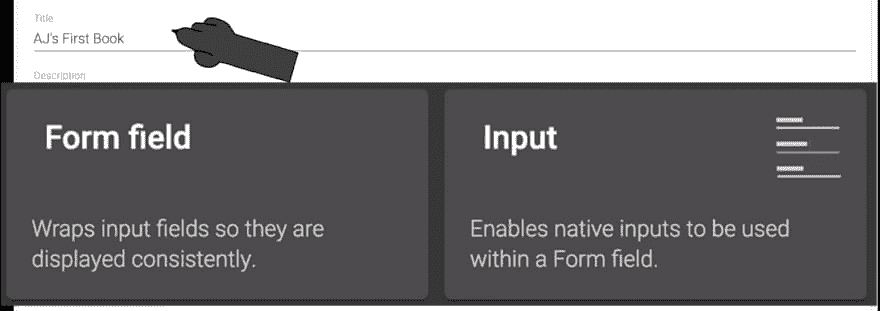 Title
AJ's First Book
Description
Form field
Wraps input fields so they are
displayed consistently.
Input
Enables native inputs to be used
within a Form field.